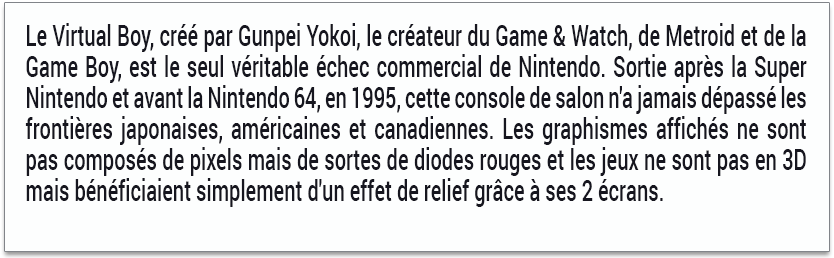 Le Virtual Boy, créé par Gunpei Yokoi, le créateur du Game & Watch, de Metroid et de la
Game Boy, est le seul véritable échec commercial de Nintendo. Sortie après la Super
Nintendo et avant la Nintendo 64, en 1995, cette console de salon n'a jamais dépassé les
frontières japonaises, américaines et canadiennes. Les graphismes affichés ne sont
pas composés de pixels mais de sortes de diodes rouges et les jeux ne sont pas en 3D
mais bénéficiaient simplement d'un effet de relief grâce à ses 2 écrans.